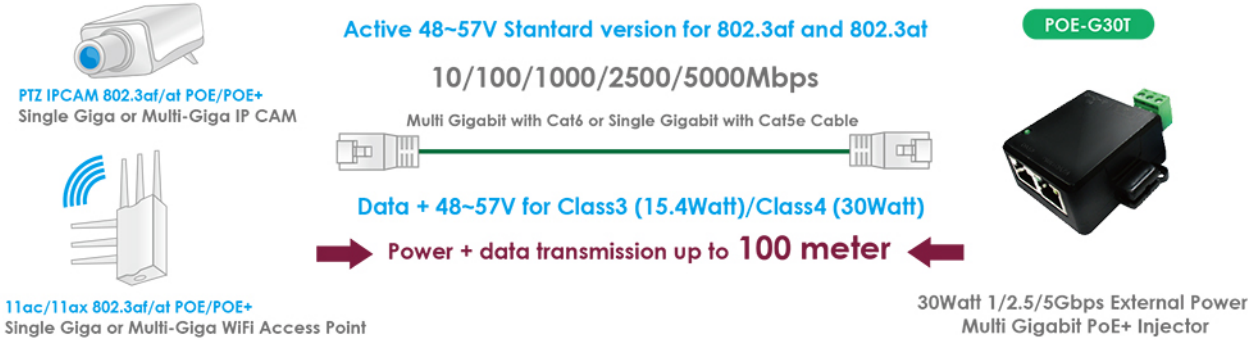 Active 48~57V Stantard version for 802.3af and 802.3at
POE-G30T
10/100/1000/2500/5000Mbps
PTZ IPCAM 802.3af/at POE/POE+
Single Giga or Multi-Giga IP CAM
Multi Gigabit with Cat6 or Single Gigabit with Cat5e Cable
Data + 48~57V for Class3 (15.4Watt)/Class4 (30Watt)
Power + data transmission up to 100 meter
11ac/11ax 802.3af/at POE/POE+
Single Giga or Multi-Giga WiFi Access Point
30Watt 1/2.5/5Gbps External Power
Multi Gigabit PoE+ Injector